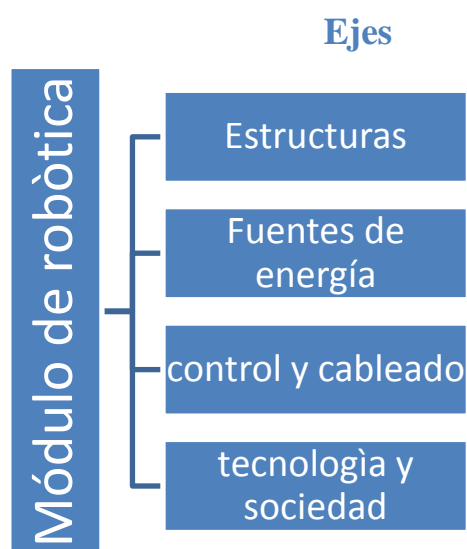 Ejes
Módulo de robòtica
Estructuras
Fuentes de
energía
control y cableado
tecnologìa y
sociedad